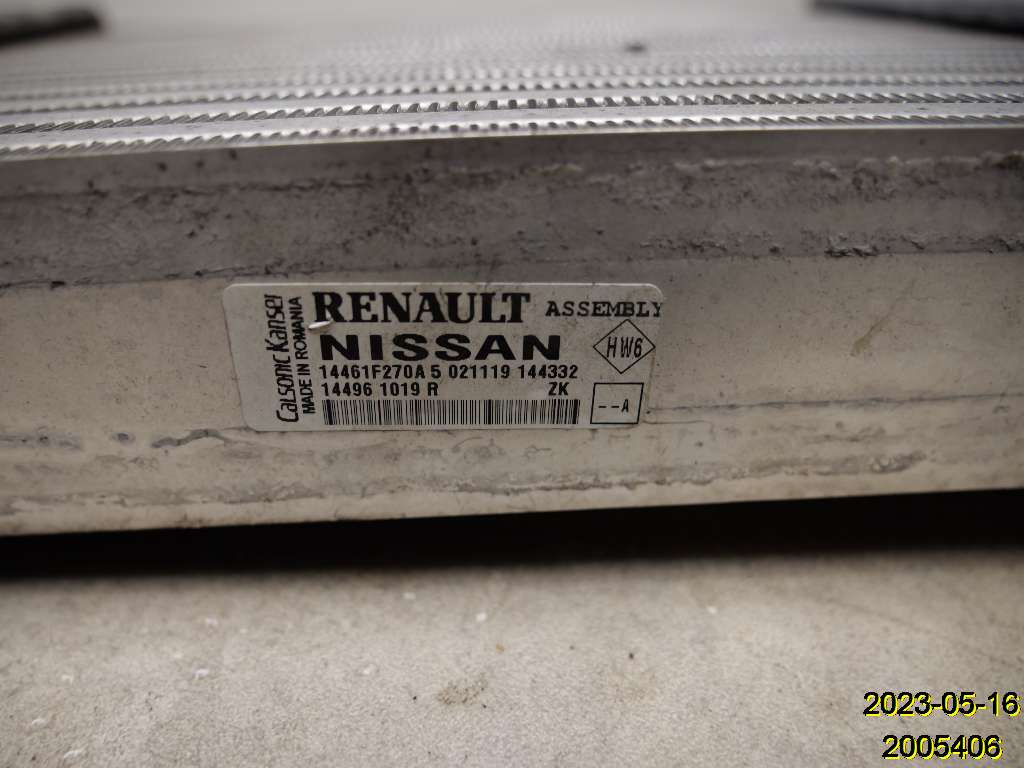 Calsonic Kansei
MADE IN ROMANIA
RENAULT ASSEMBLY
NISSAN
HW6
14461F270A 5 021119 144332
14496 1019 R ZK
--A
2023-05-16
2005406